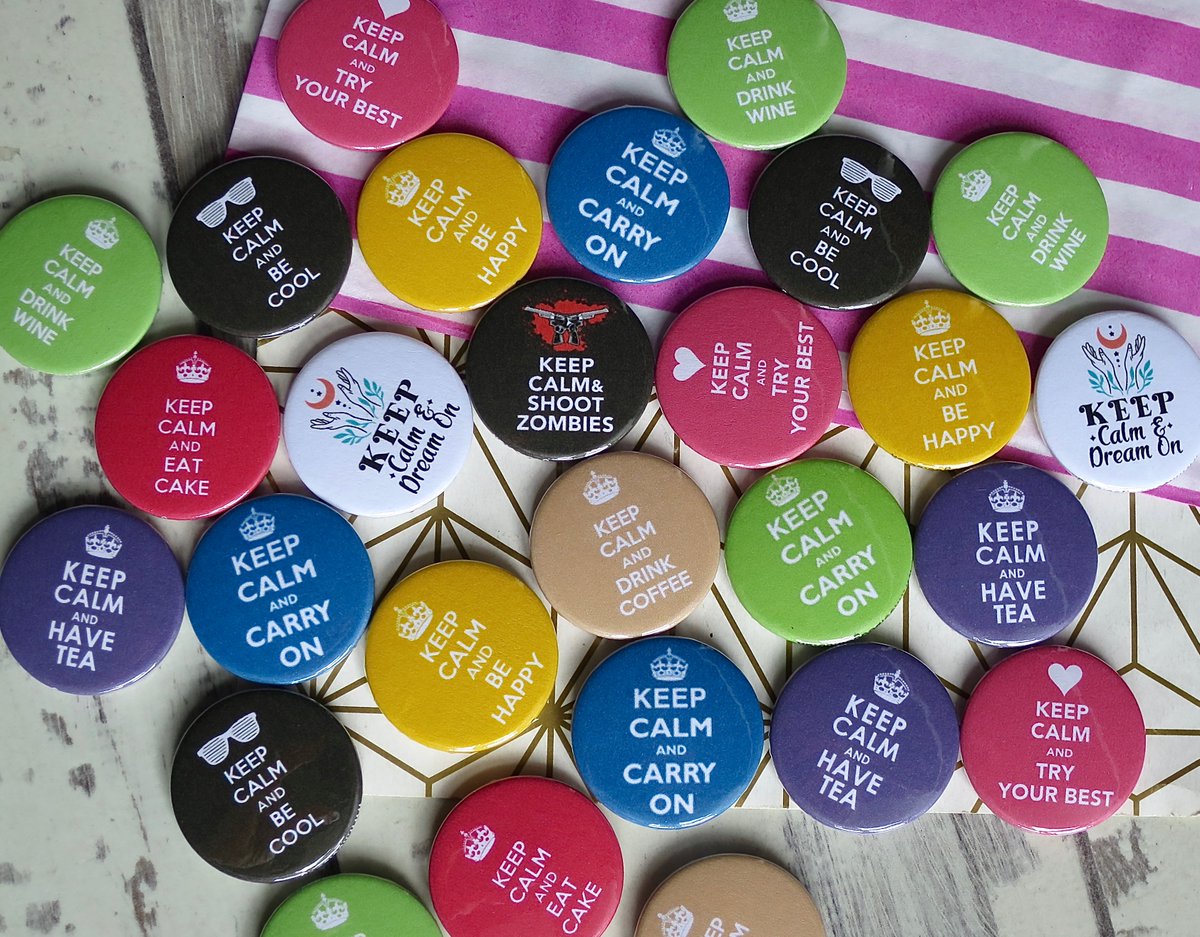 KEEP
CALM
AND
TRY
YOUR BEST
KEEP
CALM
AND
DRINK
WINE
KEEP
CALM
AND
BE
COOL
KEEP
CALM
AND
BE
HAPPY
KEEP
CALM
AND
CARRY
ON
KEEP
CALM
AND
BE
COOL
KEEP
CALM
AND
DRINK
WINE
KEEP
CALM
AND
DRINK
WINE
KEEP
CALM
AND
EAT
CAKE
KEEP
Calm &
Dream On
KEEP
CALM&
SHOOT
ZOMBIES
KEEP
CALM
AND
TRY
YOUR BEST
KEEP
CALM
AND
BE
HAPPY
KEEP
Calm &
Dream On
KEEP
CALM
AND
HAVE
TEA
KEEP
CALM
AND
CARRY
ON
KEEP
CALM
AND
BE
HAPPY
KEEP
CALM
AND
DRINK
COFFEE
KEEP
CALM
AND
CARRY
ON
KEEP
CALM
AND
HAVE
TEA
KEEP
CALM
AND
BE
COOL
KEEP
CALM
AND
CARRY
ON
KEEP
CALM
AND
HAVE
TEA
KEEP
CALM
AND
TRY
YOUR BEST
KEEP
CALM
AND
EAT
CAKE
KEEP
CALM